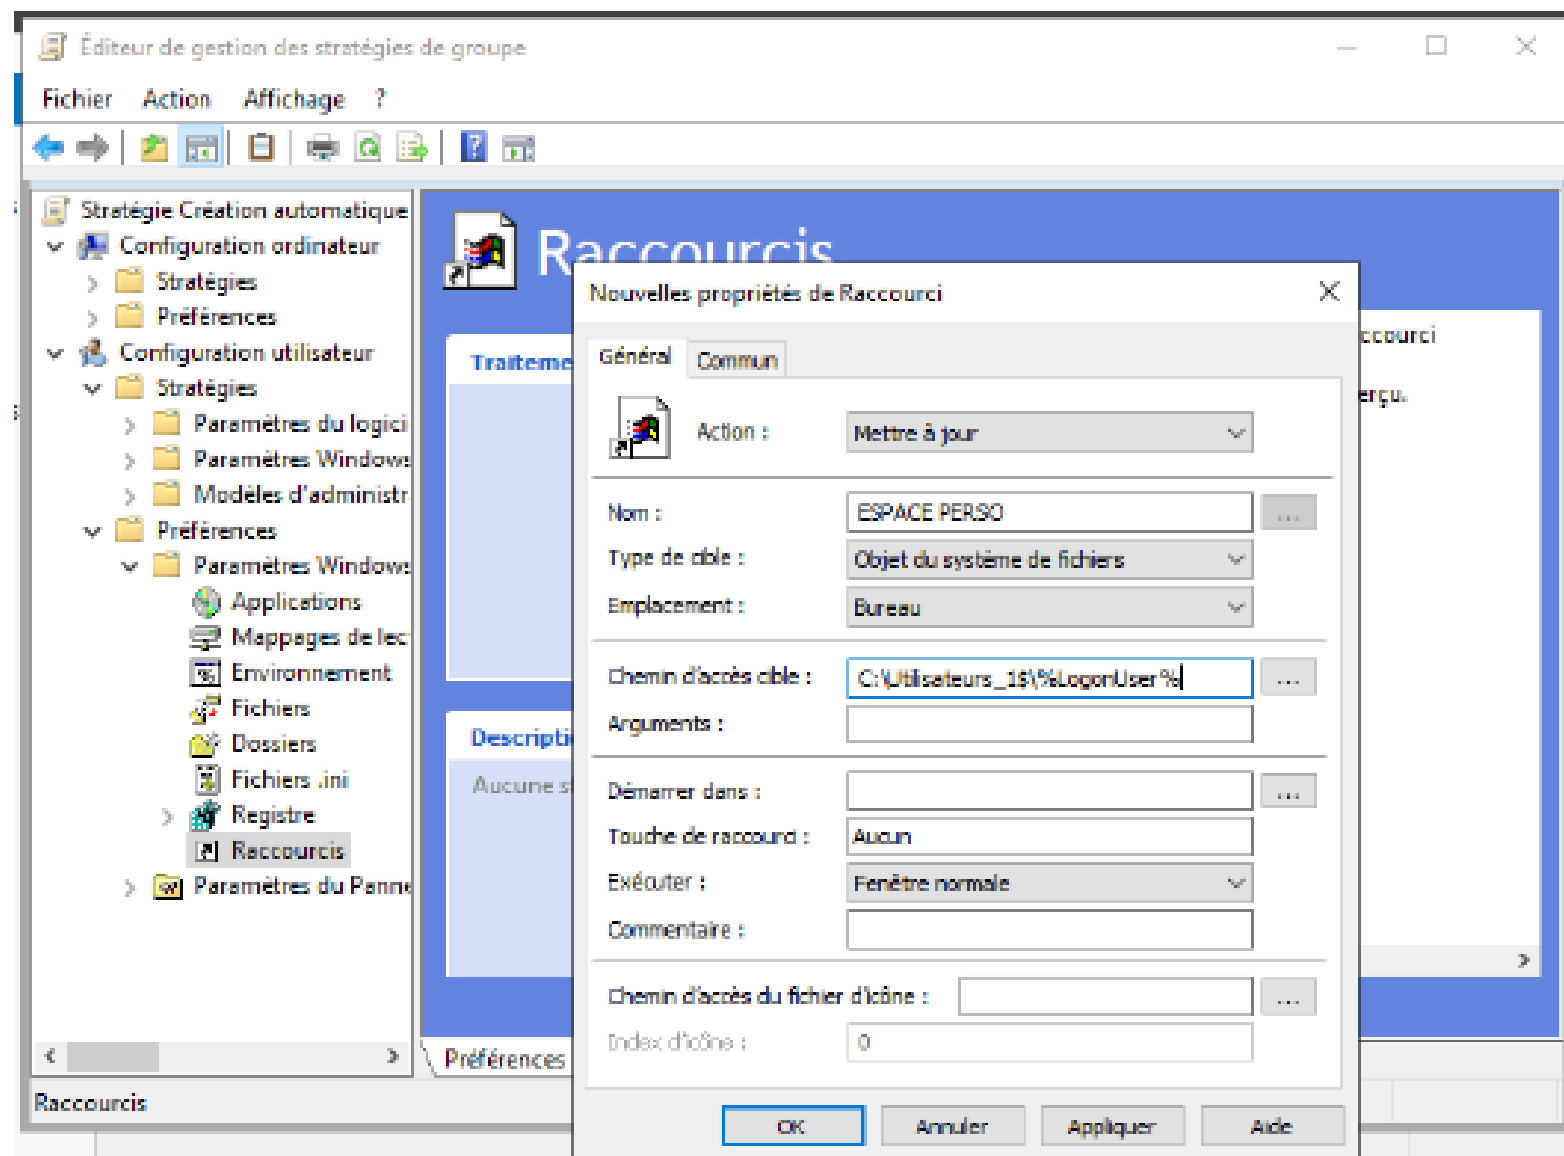 Éditeur de gestion des stratégies de groupe
Fichier Action Affichage ?
Stratégie Création automatique
Configuration ordinateur
Stratégies
Préférences
Configuration utilisateur
Stratégies
Paramètres du logici
Paramètres Windows
Modèles d'administr
Préférences
Paramètres Windows
Applications
Mappages de lec
Environnement
Fichiers
Dossiers
Fichiers .ini
Registre
Raccourcis
Paramètres du Panne
Raccourcis
Traiteme
Descripti
Aucune st
ccourci
erçu.
Préférences
Nouvelles propriétés de Raccourci
Général Commun
Action : Mettre à jour
Nom : ESPACE PERSO ...
Type de cible : Objet du système de fichiers
Emplacement : Bureau
Chemin d'accès cible : C:\Utilisateurs_1$\%LogonUser% ...
Arguments :
Démarrer dans : ...
Touche de raccourci : Aucun
Exécuter : Fenêtre normale
Commentaire :
Chemin d'accès du fichier d'icône : ...
Index d'icône : 0
OK Annuler Appliquer Aide
Raccourcis